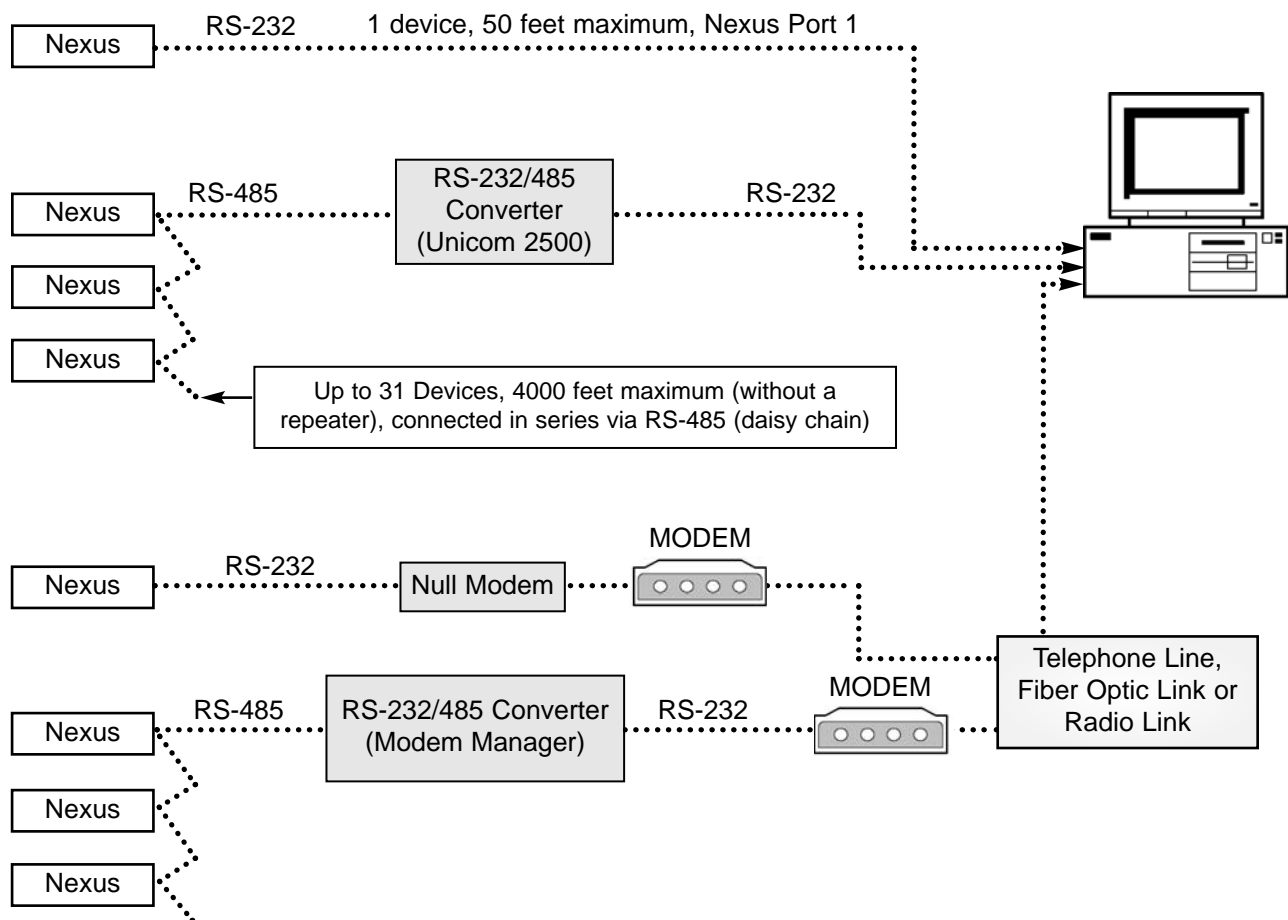 Nexus
RS-232
1 device, 50 feet maximum, Nexus Port 1
Nexus
RS-485
RS-232/485
Converter
(Unicom 2500)
RS-232
Nexus
Nexus
Up to 31 Devices, 4000 feet maximum (without a
repeater), connected in series via RS-485 (daisy chain)
Nexus
RS-232
Null Modem
MODEM
Telephone Line,
Fiber Optic Link or
Radio Link
Nexus
RS-485
RS-232/485 Converter
(Modem Manager)
RS-232
MODEM
Nexus
Nexus